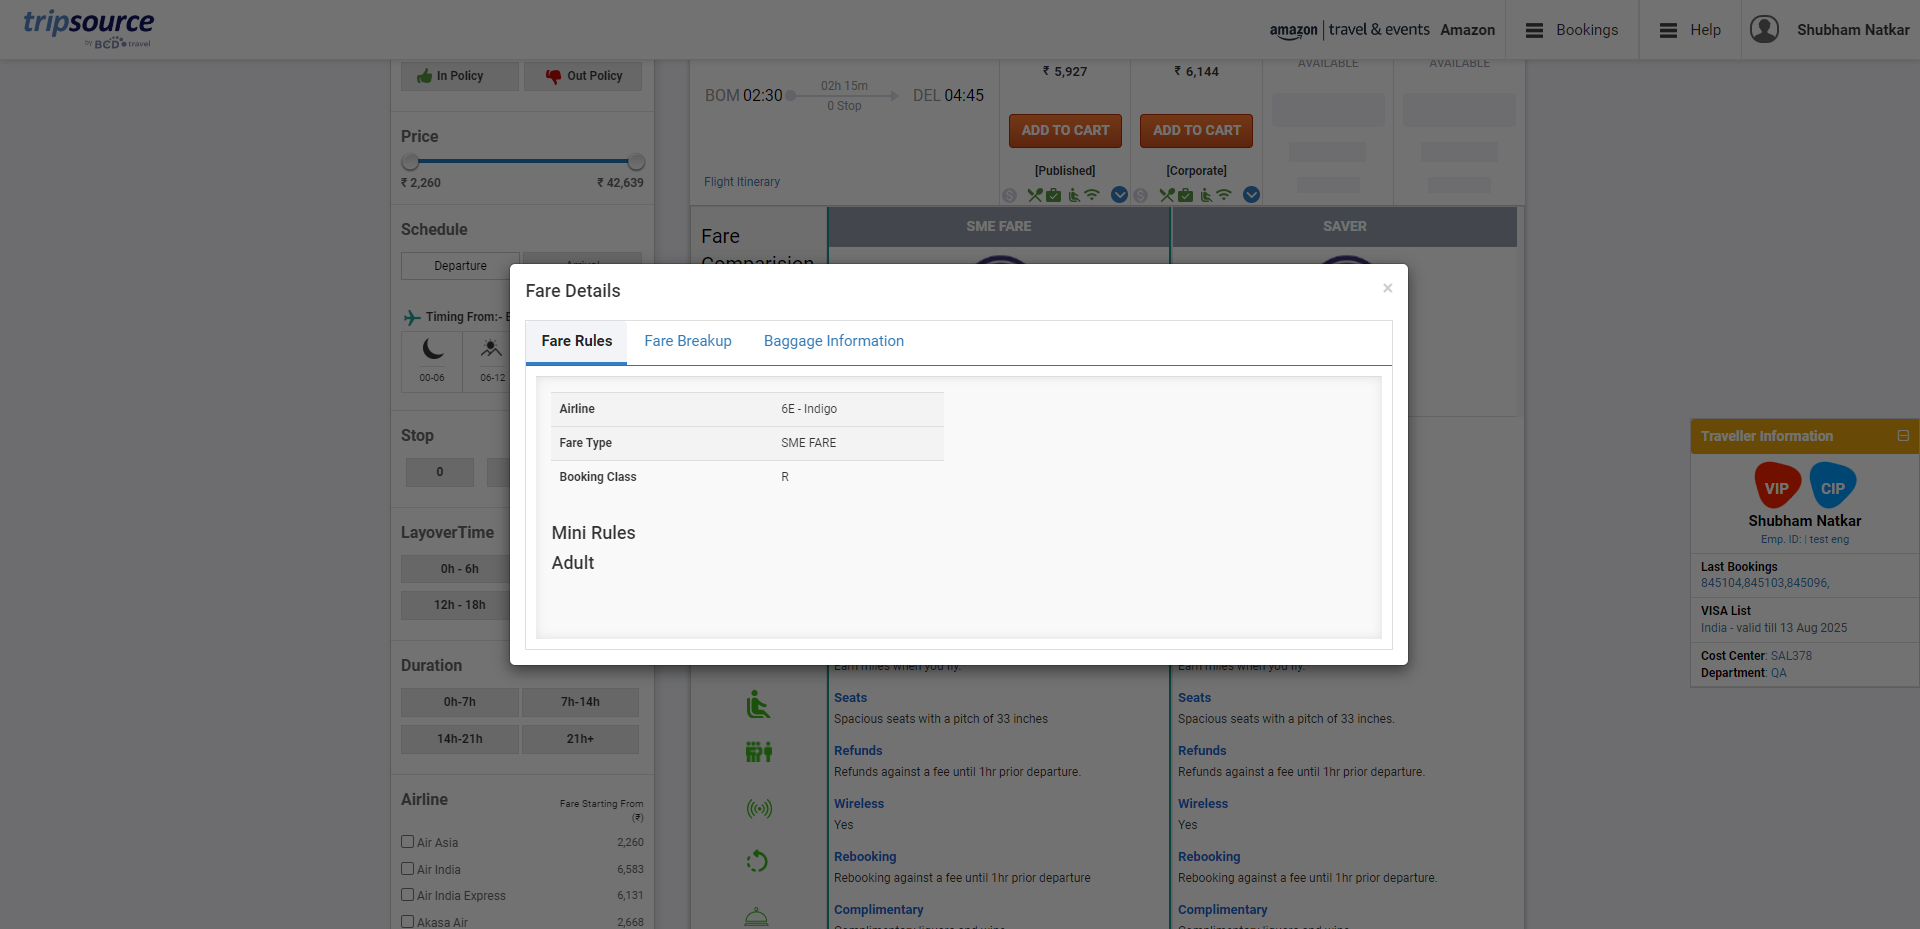 tripsource
by BCD travel
amazon | travel & events Amazon
Bookings
Help
Shubham Natkar
In Policy
Out Policy
Price
₹ 2,260
₹ 42,639
Schedule
Departure
Timing From:-
00-06
06-12
Stop
0
LayoverTime
0h - 6h
12h - 18h
Duration
0h-7h
7h-14h
14h-21h
21h+
Airline
Fare Starting From
(₹)
Air Asia 2,260
Air India 6,583
Air India Express 6,131
Akasa Air 2,668
BOM 02:30
02h 15m
0 Stop
DEL 04:45
Flight Itinerary
₹ 5,927
ADD TO CART
[Published]
₹ 6,144
ADD TO CART
[Corporate]
AVAILABLE
AVAILABLE
Fare
Comparision
SME FARE
SAVER
Fare Details
×
Fare Rules
Fare Breakup
Baggage Information
Airline 6E - Indigo
Fare Type SME FARE
Booking Class R
Mini Rules
Adult
Earn miles when you fly.
Earn miles when you fly.
Seats
Spacious seats with a pitch of 33 inches
Seats
Spacious seats with a pitch of 33 inches.
Refunds
Refunds against a fee until 1hr prior departure.
Refunds
Refunds against a fee until 1hr prior departure.
Wireless
Yes
Wireless
Yes
Rebooking
Rebooking against a fee until 1hr prior departure
Rebooking
Rebooking against a fee until 1hr prior departure.
Complimentary
Complimentary
Traveller Information
VIP
CIP
Shubham Natkar
Emp. ID: | test eng
Last Bookings
845104,845103,845096,
VISA List
India - valid till 13 Aug 2025
Cost Center: SAL378
Department: QA